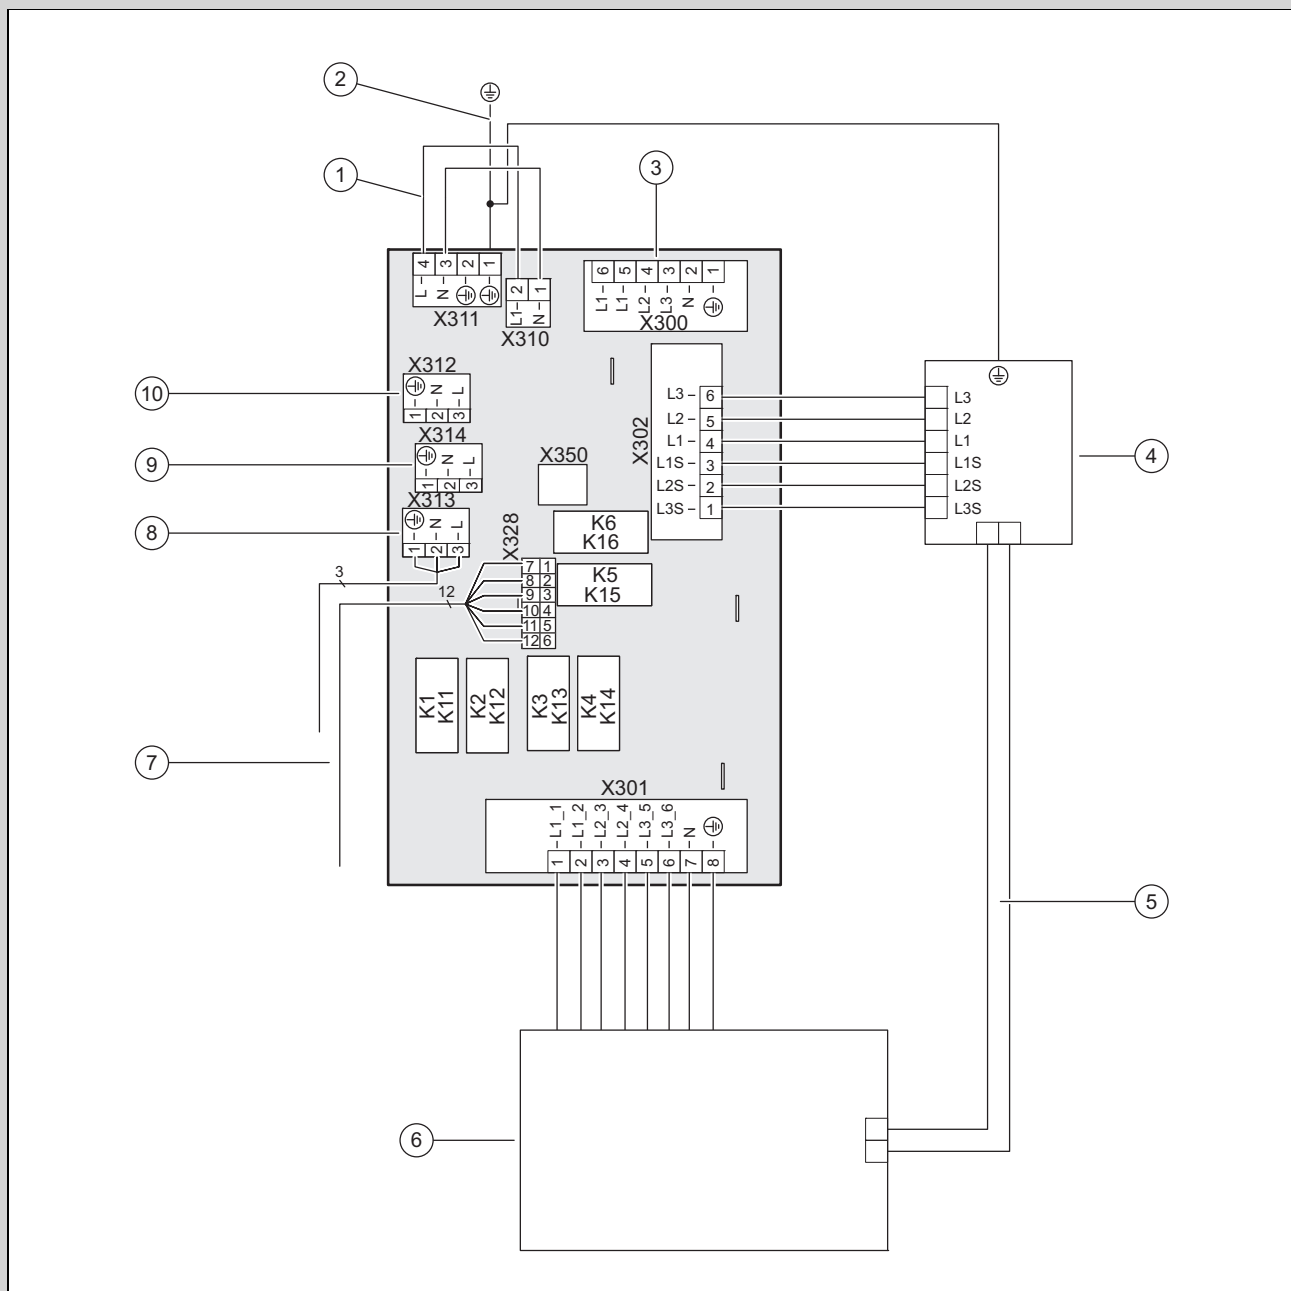 2
1
3
4 3 2 1
L N
X311
2 1
L1 N
X310
6 5 4 3 2 1
L1 L1 L2 L3 N
X300
10
X312
N L
1 2 3
9
X314
N L
1 2 3
8
X313
N L
1 2 3
3
12
X350
X328
7 1
8 2
9 3
10 4
11 5
12 6
K6
K16
K5
K15
X302
L3 6
L2 5
L1 4
L1S 3
L2S 2
L3S 1
L3
L2
L1
L1S
L2S
L3S
4
K1
K11
K2
K12
K3
K13
K4
K14
7
X301
L1_1 L1_2 L2_3 L2_4 L3_5 L3_6 N
1 2 3 4 5 6 7 8
5
6